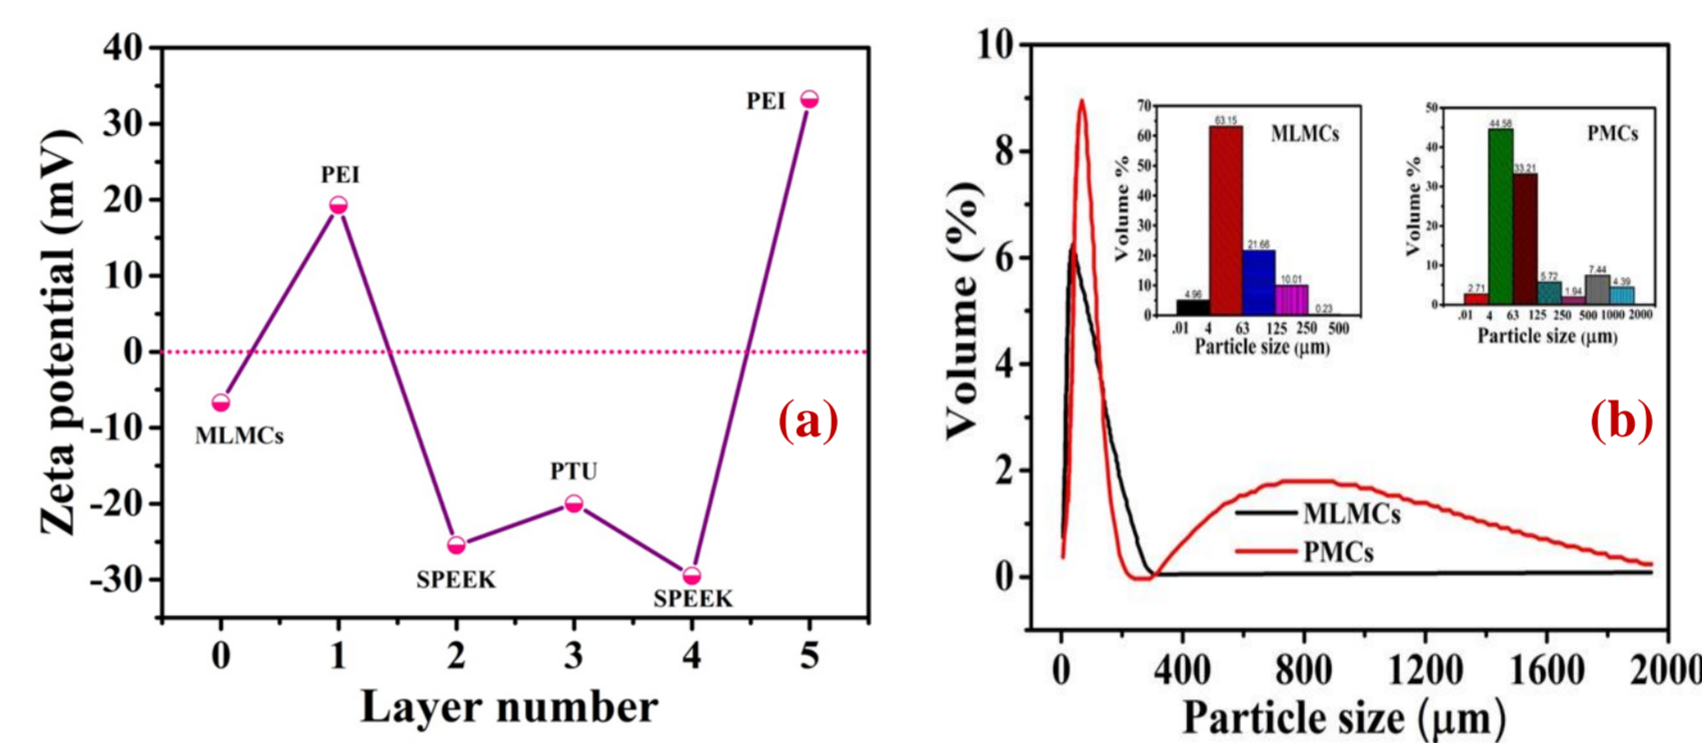 40
30
20
10
0
-10
-20
-30
Zeta potential (mV)
MLMCs
PEI
SPEEK
PTU
SPEEK
PEI
(a)
0 1 2 3 4 5
Layer number
10
8
6
4
2
0
Volume (%)
70
60
50
40
30
20
10
0
Volume %
MLMCs
4.96
63.15
21.66
10.01
0.23
.01 4 63 125 250 500
Particle size (μm)
50
40
30
20
10
0
Volume %
PMCs
2.71
44.58
33.21
5.72
1.94
7.44
4.39
.01 4 63 125 250 500 1000 2000
Particle size (μm)
(b)
MLMCs
PMCs
0 400 800 1200 1600 2000
Particle size (μm)